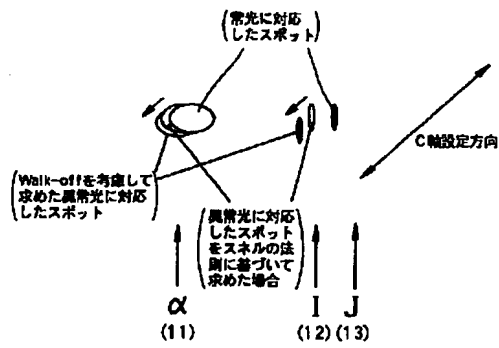 常光に対応
したスポット
C軸設定方向
Walk-offを考慮して
求めた異常光に対応
したスポット
異常光に対応
したスポット
をスネルの法
則に基づいて
求めた場合
α I J
(11) (12) (13)